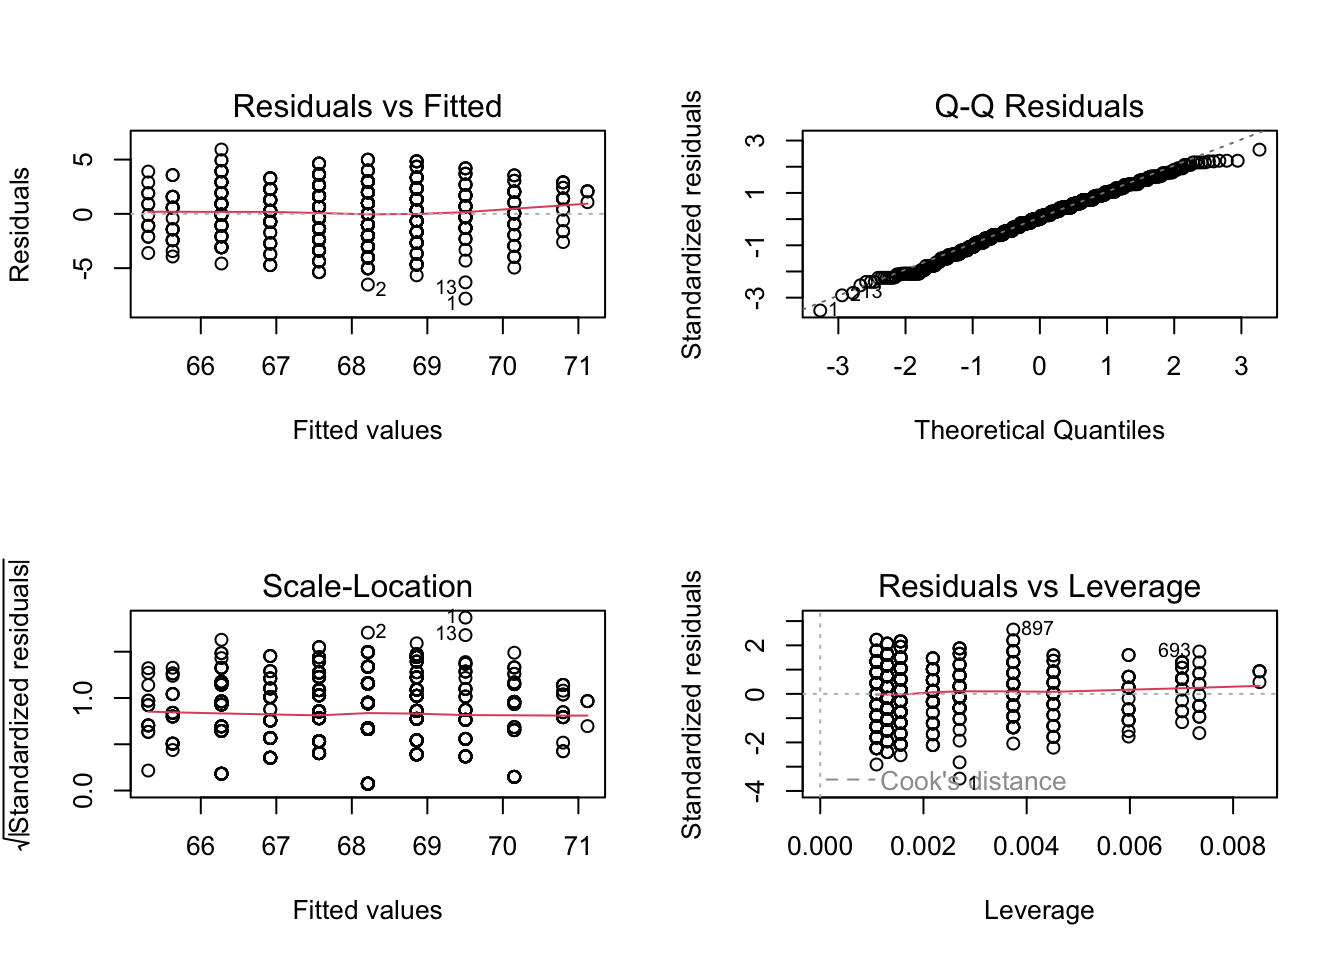 Residuals vs Fitted
Residuals
5
0
-5
2
13
1
66 67 68 69 70 71
Fitted values
Q-Q Residuals
Standardized residuals
3
1
-1
-3
1
213
-3 -2 -1 0 1 2 3
Theoretical Quantiles
Scale-Location
√|Standardized residuals|
1.0
0.0
2
1
13
66 67 68 69 70 71
Fitted values
Residuals vs Leverage
Standardized residuals
2
0
-2
-4
897
693
1
Cook's distance
0.000 0.002 0.004 0.006 0.008
Leverage